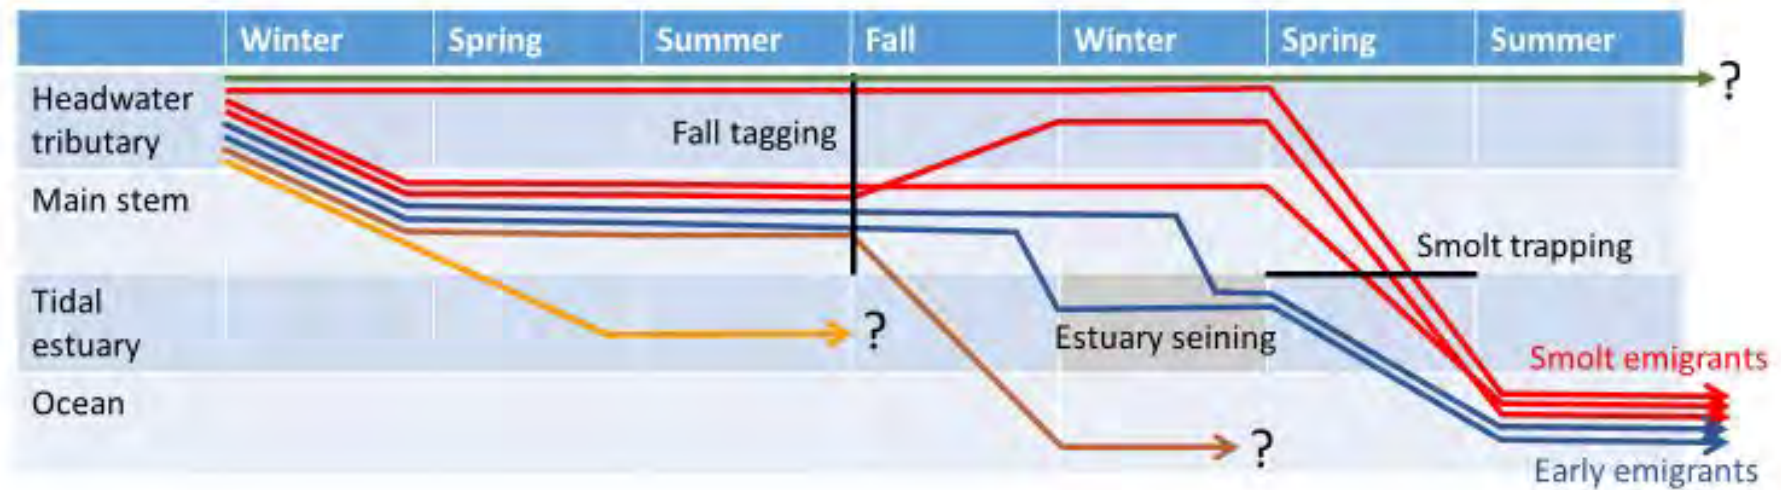 Winter Spring Summer Fall Winter Spring Summer
?
Headwater
tributary
Fall tagging
Main stem
Smolt trapping
Tidal
estuary
?
Estuary seining
Smolt emigrants
Ocean
?
Early emigrants